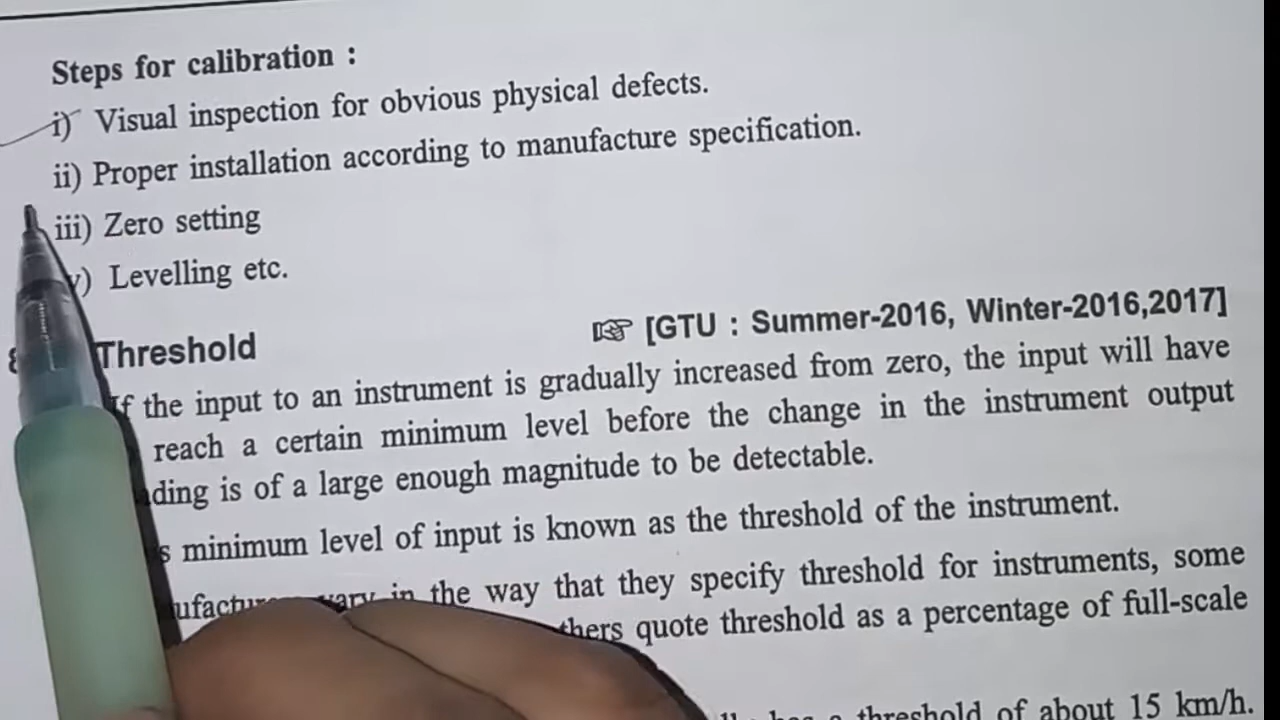 Steps for calibration :
i) Visual inspection for obvious physical defects.
ii) Proper installation according to manufacture specification.
iii) Zero setting
v) Levelling etc.
Threshold
[GTU : Summer-2016, Winter-2016,2017]
If the input to an instrument is gradually increased from zero, the input will have
reach a certain minimum level before the change in the instrument output
ding is of a large enough magnitude to be detectable.
s minimum level of input is known as the threshold of the instrument.
vary in the way that they specify threshold for instruments, some
thers quote threshold as a percentage of full-scale
a threshold of about 15 km/h.